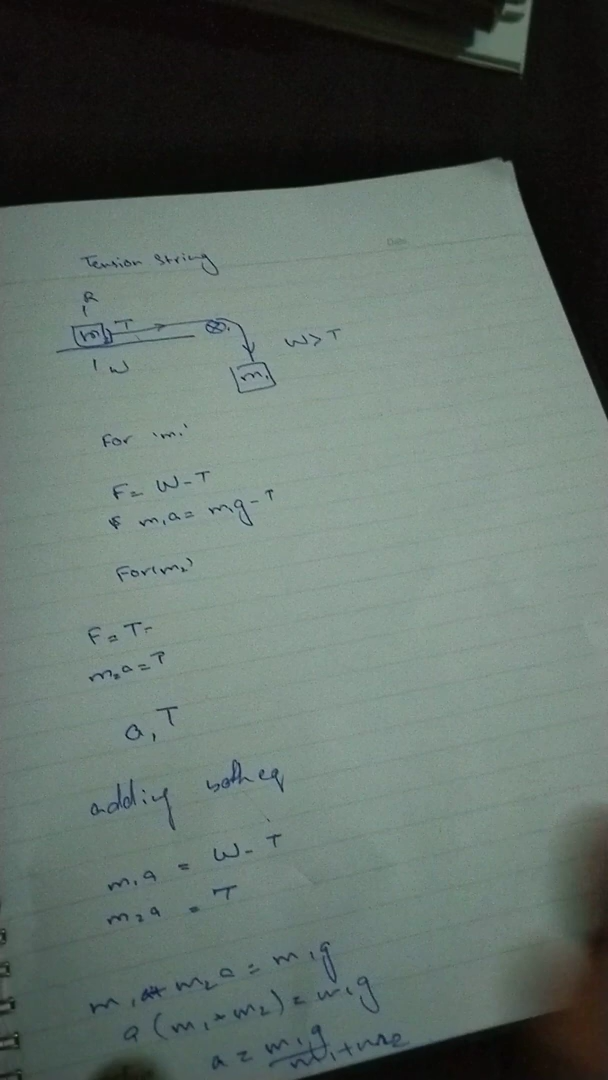 Date
Tension string
R
m T
W
W > T
m₁
For 'm₁'
F = W - T
m₁a = mg - T
For (m₂)
F = T -
m₂a = T
a, T
adding both eq
m₁a = W - T
m₂a = T
m₁a + m₂a = m₁g
a (m₁ + m₂) = m₁g
a = m₁g
m₁ + m₂